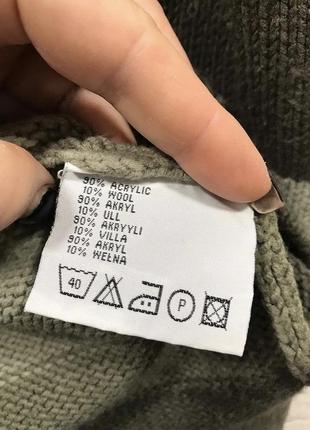 90% ACRYLIC
10% WOOL
90% AKRYL
10% ULL
90% AKRYYLI
10% VILLA
90% AKRYL
10% WEŁNA
40 P